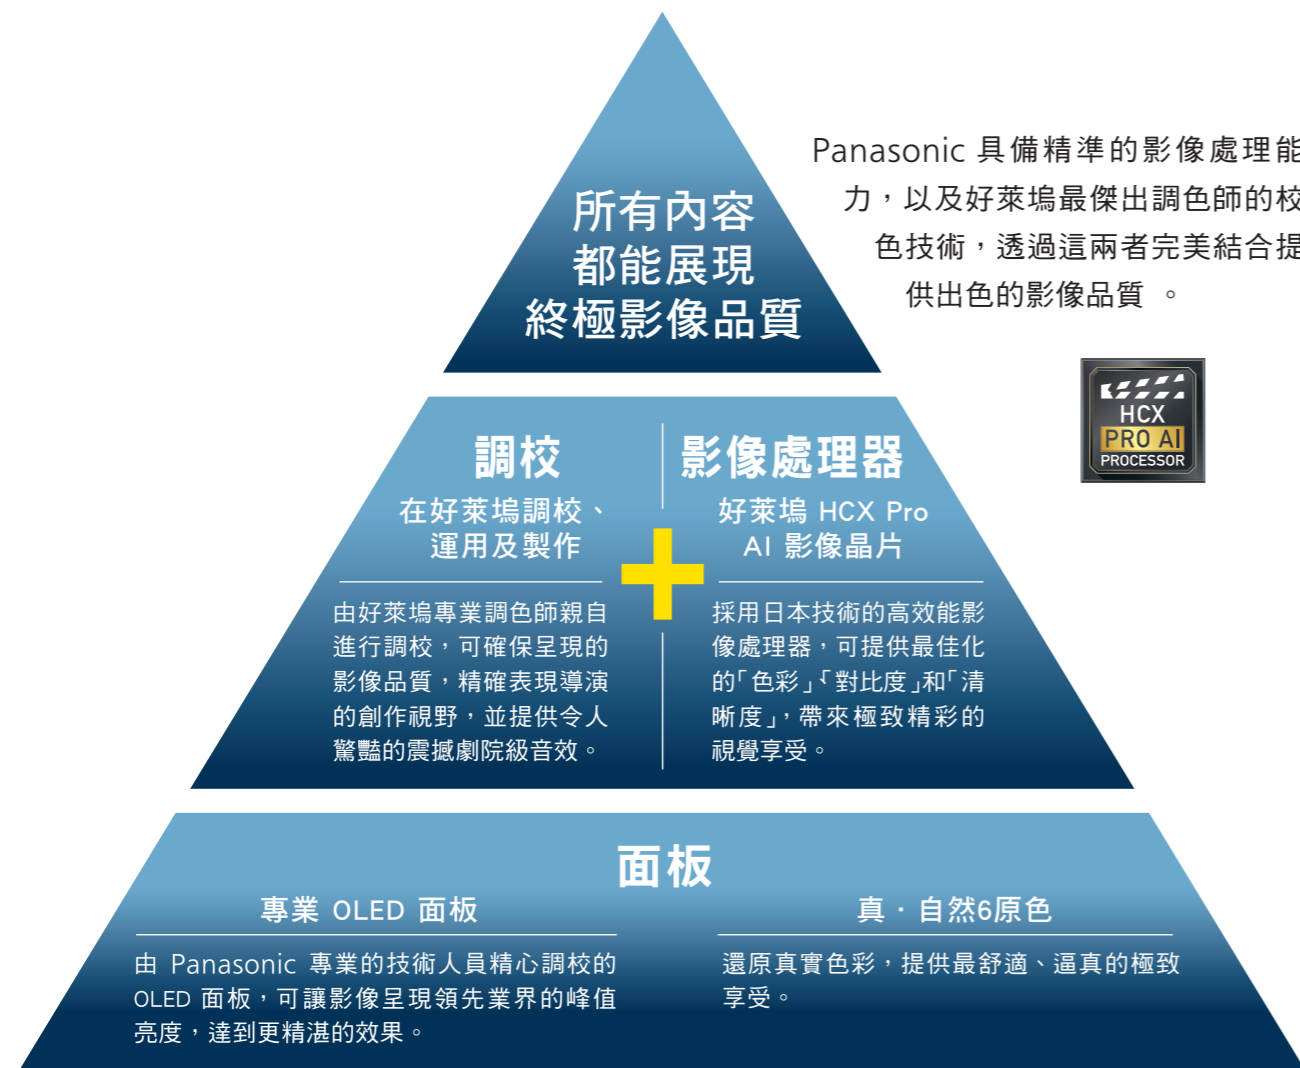 所有內容
都能展現
終極影像品質
Panasonic 具備精準的影像處理能
力，以及好萊塢最傑出調色師的校
色技術，透過這兩者完美結合提
供出色的影像品質 。
HCX
PRO AI
PROCESSOR
調校
在好萊塢調校、
運用及製作
由好萊塢專業調色師親自
進行調校，可確保呈現的
影像品質，精確表現導演
的創作視野，並提供令人
驚豔的震撼劇院級音效。
影像處理器
好萊塢 HCX Pro
AI 影像晶片
採用日本技術的高效能影
像處理器，可提供最佳化
的「色彩」、「對比度」和「清
晰度」，帶來極致精彩的
視覺享受。
面板
專業 OLED 面板
由 Panasonic 專業的技術人員精心調校的
OLED 面板，可讓影像呈現領先業界的峰值
亮度，達到更精湛的效果。
真．自然6原色
還原真實色彩，提供最舒適、逼真的極致
享受。